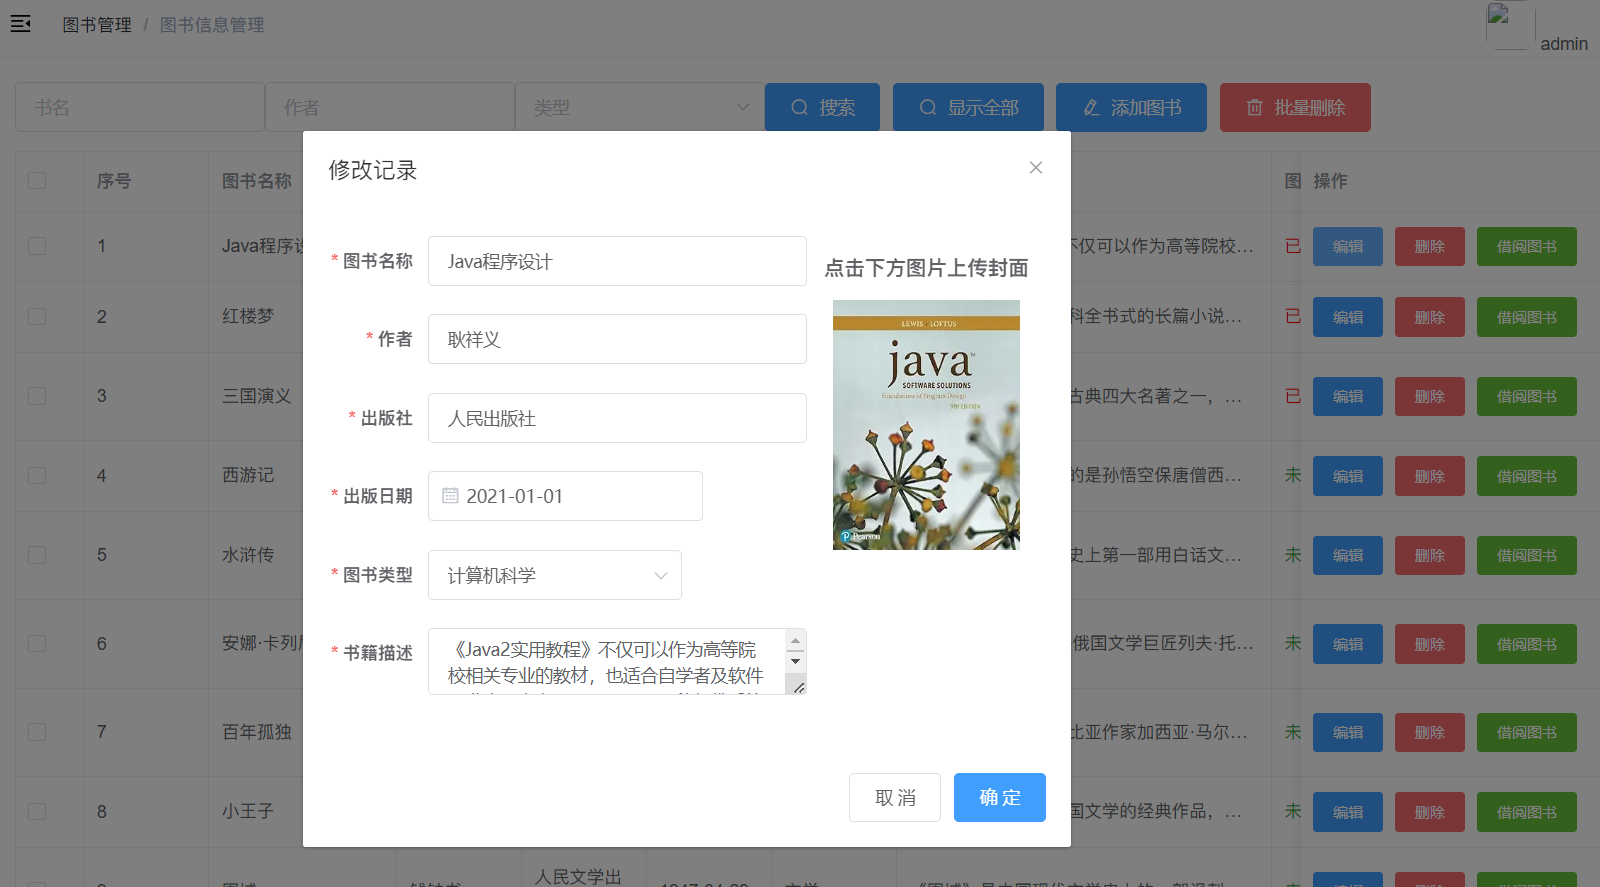 图书管理 / 图书信息管理
admin
书名 作者 类型 搜索 显示全部 添加图书 批量删除
序号 图书名称 图 操作
修改记录
1 Java程序设 不仅可以作为高等院校... 已 编辑 删除 借阅图书
2 红楼梦 科全书式的长篇小说... 已 编辑 删除 借阅图书
3 三国演义 古典四大名著之一，... 已 编辑 删除 借阅图书
4 西游记 的是孙悟空保唐僧西... 未 编辑 删除 借阅图书
5 水浒传 史上第一部用白话文... 未 编辑 删除 借阅图书
6 安娜·卡列 俄国文学巨匠列夫·托... 未 编辑 删除 借阅图书
7 百年孤独 比亚作家加西亚·马尔... 未 编辑 删除 借阅图书
8 小王子 国文学的经典作品，... 未 编辑 删除 借阅图书
人民文学出
* 图书名称 Java程序设计
* 作者 耿祥义
* 出版社 人民出版社
* 出版日期 2021-01-01
* 图书类型 计算机科学
* 书籍描述 《Java2实用教程》不仅可以作为高等院
校相关专业的教材，也适合自学者及软件
点击下方图片上传封面
LEWIS LOFTUS
java
SOFTWARE SOLUTIONS
Foundations of Program Design
9TH EDITION
Pearson
取消 确定